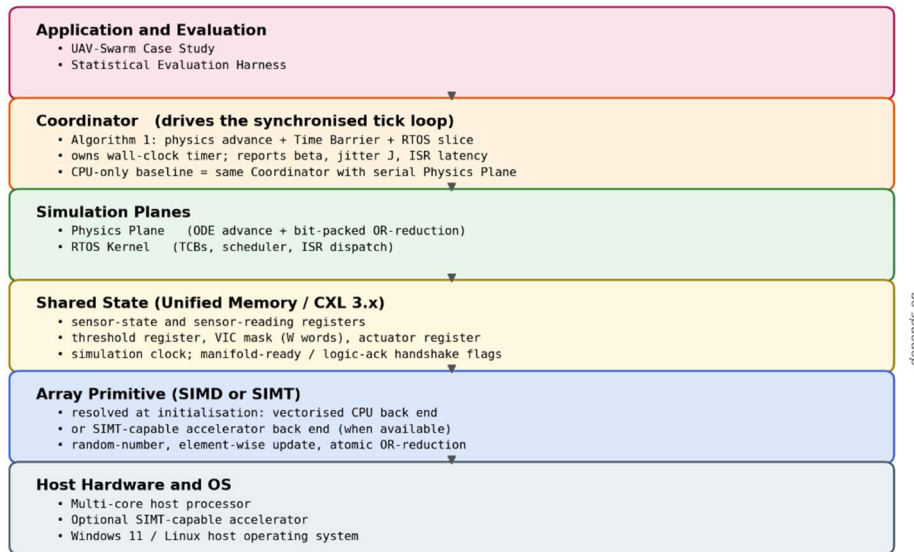 Application and Evaluation
• UAV-Swarm Case Study
• Statistical Evaluation Harness
Coordinator (drives the synchronised tick loop)
• Algorithm 1: physics advance + Time Barrier + RTOS slice
• owns wall-clock timer; reports beta, jitter J, ISR latency
• CPU-only baseline = same Coordinator with serial Physics Plane
Simulation Planes
• Physics Plane (ODE advance + bit-packed OR-reduction)
• RTOS Kernel (TCBs, scheduler, ISR dispatch)
Shared State (Unified Memory / CXL 3.x)
• sensor-state and sensor-reading registers
• threshold register, VIC mask (W words), actuator register
• simulation clock; manifold-ready / logic-ack handshake flags
depends on
Array Primitive (SIMD or SIMT)
• resolved at initialisation: vectorised CPU back end
• or SIMT-capable accelerator back end (when available)
• random-number, element-wise update, atomic OR-reduction
Host Hardware and OS
• Multi-core host processor
• Optional SIMT-capable accelerator
• Windows 11 / Linux host operating system